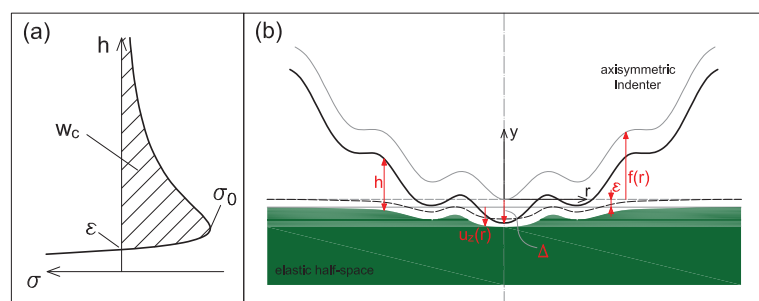 (a)
h
w_c
σ_0
ε
σ
(b)
axisymmetric
Indenter
y
r
h
ε
f(r)
u_z(r)
Δ
elastic half-space